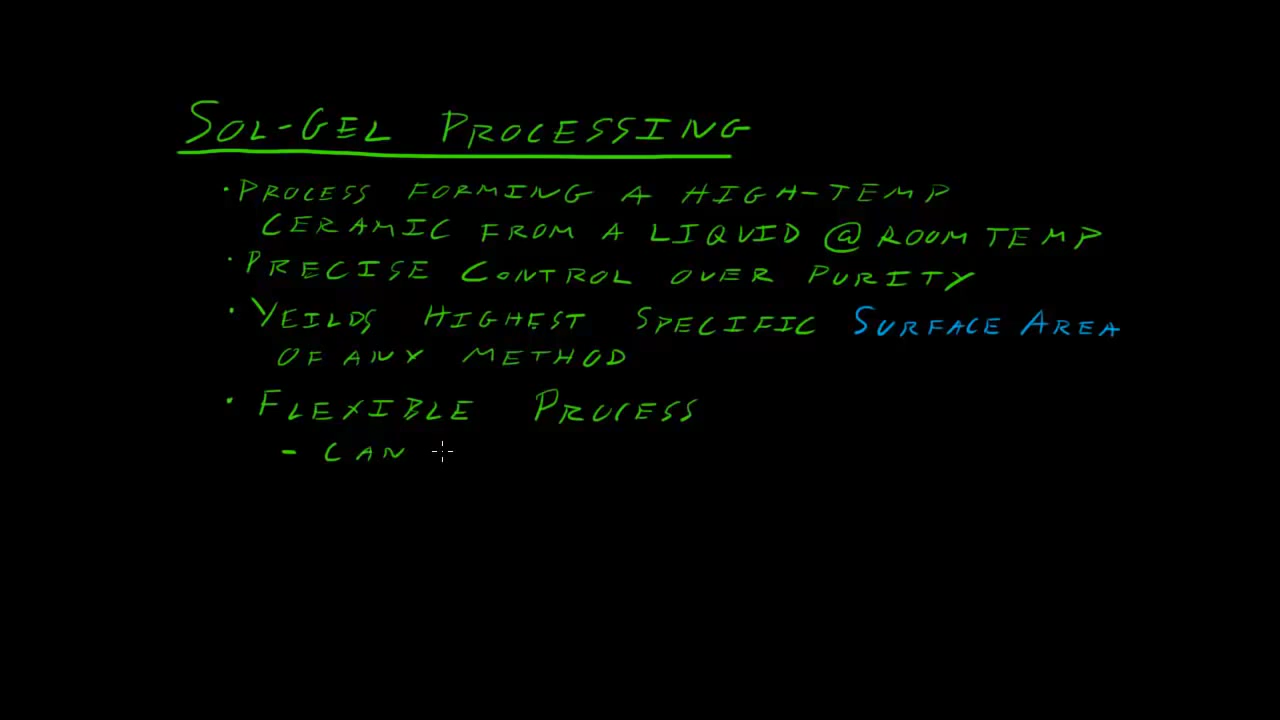 SOL-GEL PROCESSING
• PROCESS FORMING A HIGH-TEMP
CERAMIC FROM A LIQUID @ ROOM TEMP
• PRECISE CONTROL OVER PURITY
• YEILDS HIGHEST SPECIFIC SURFACE AREA
OF ANY METHOD
• FLEXIBLE PROCESS
- CAN